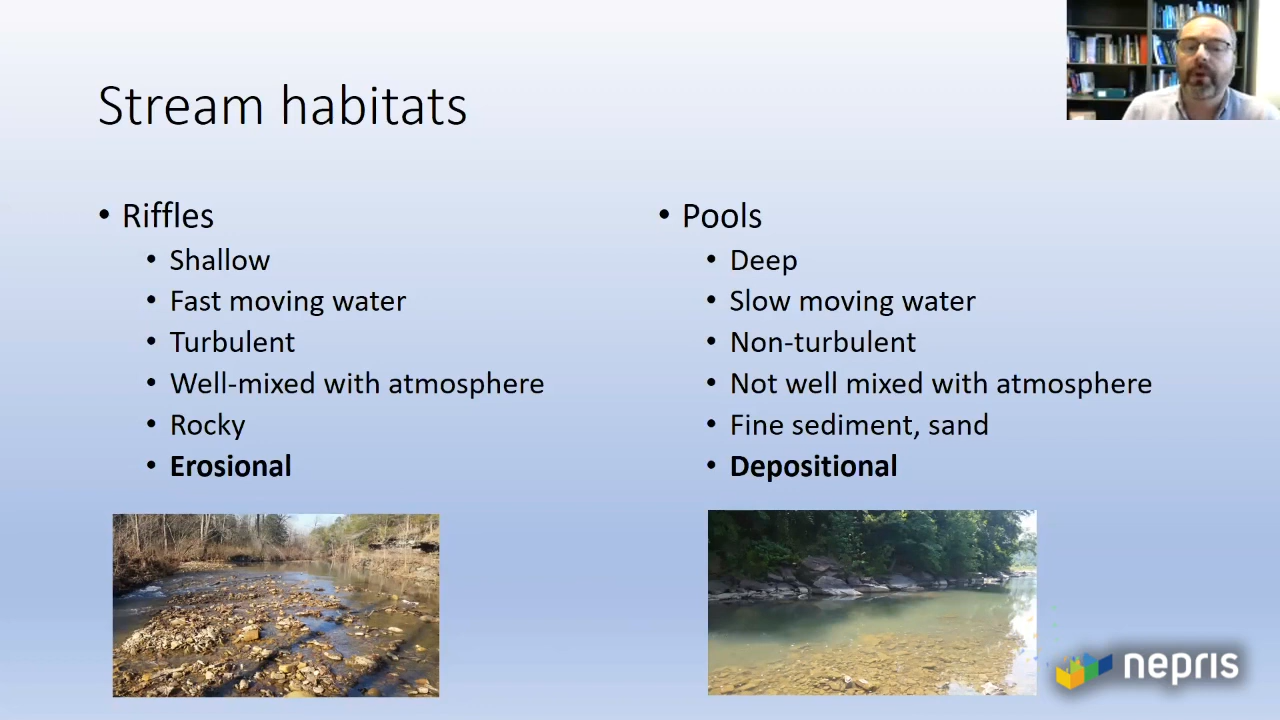 Stream habitats
• Riffles
• Shallow
• Fast moving water
• Turbulent
• Well-mixed with atmosphere
• Rocky
• Erosional
• Pools
• Deep
• Slow moving water
• Non-turbulent
• Not well mixed with atmosphere
• Fine sediment, sand
• Depositional
nepris